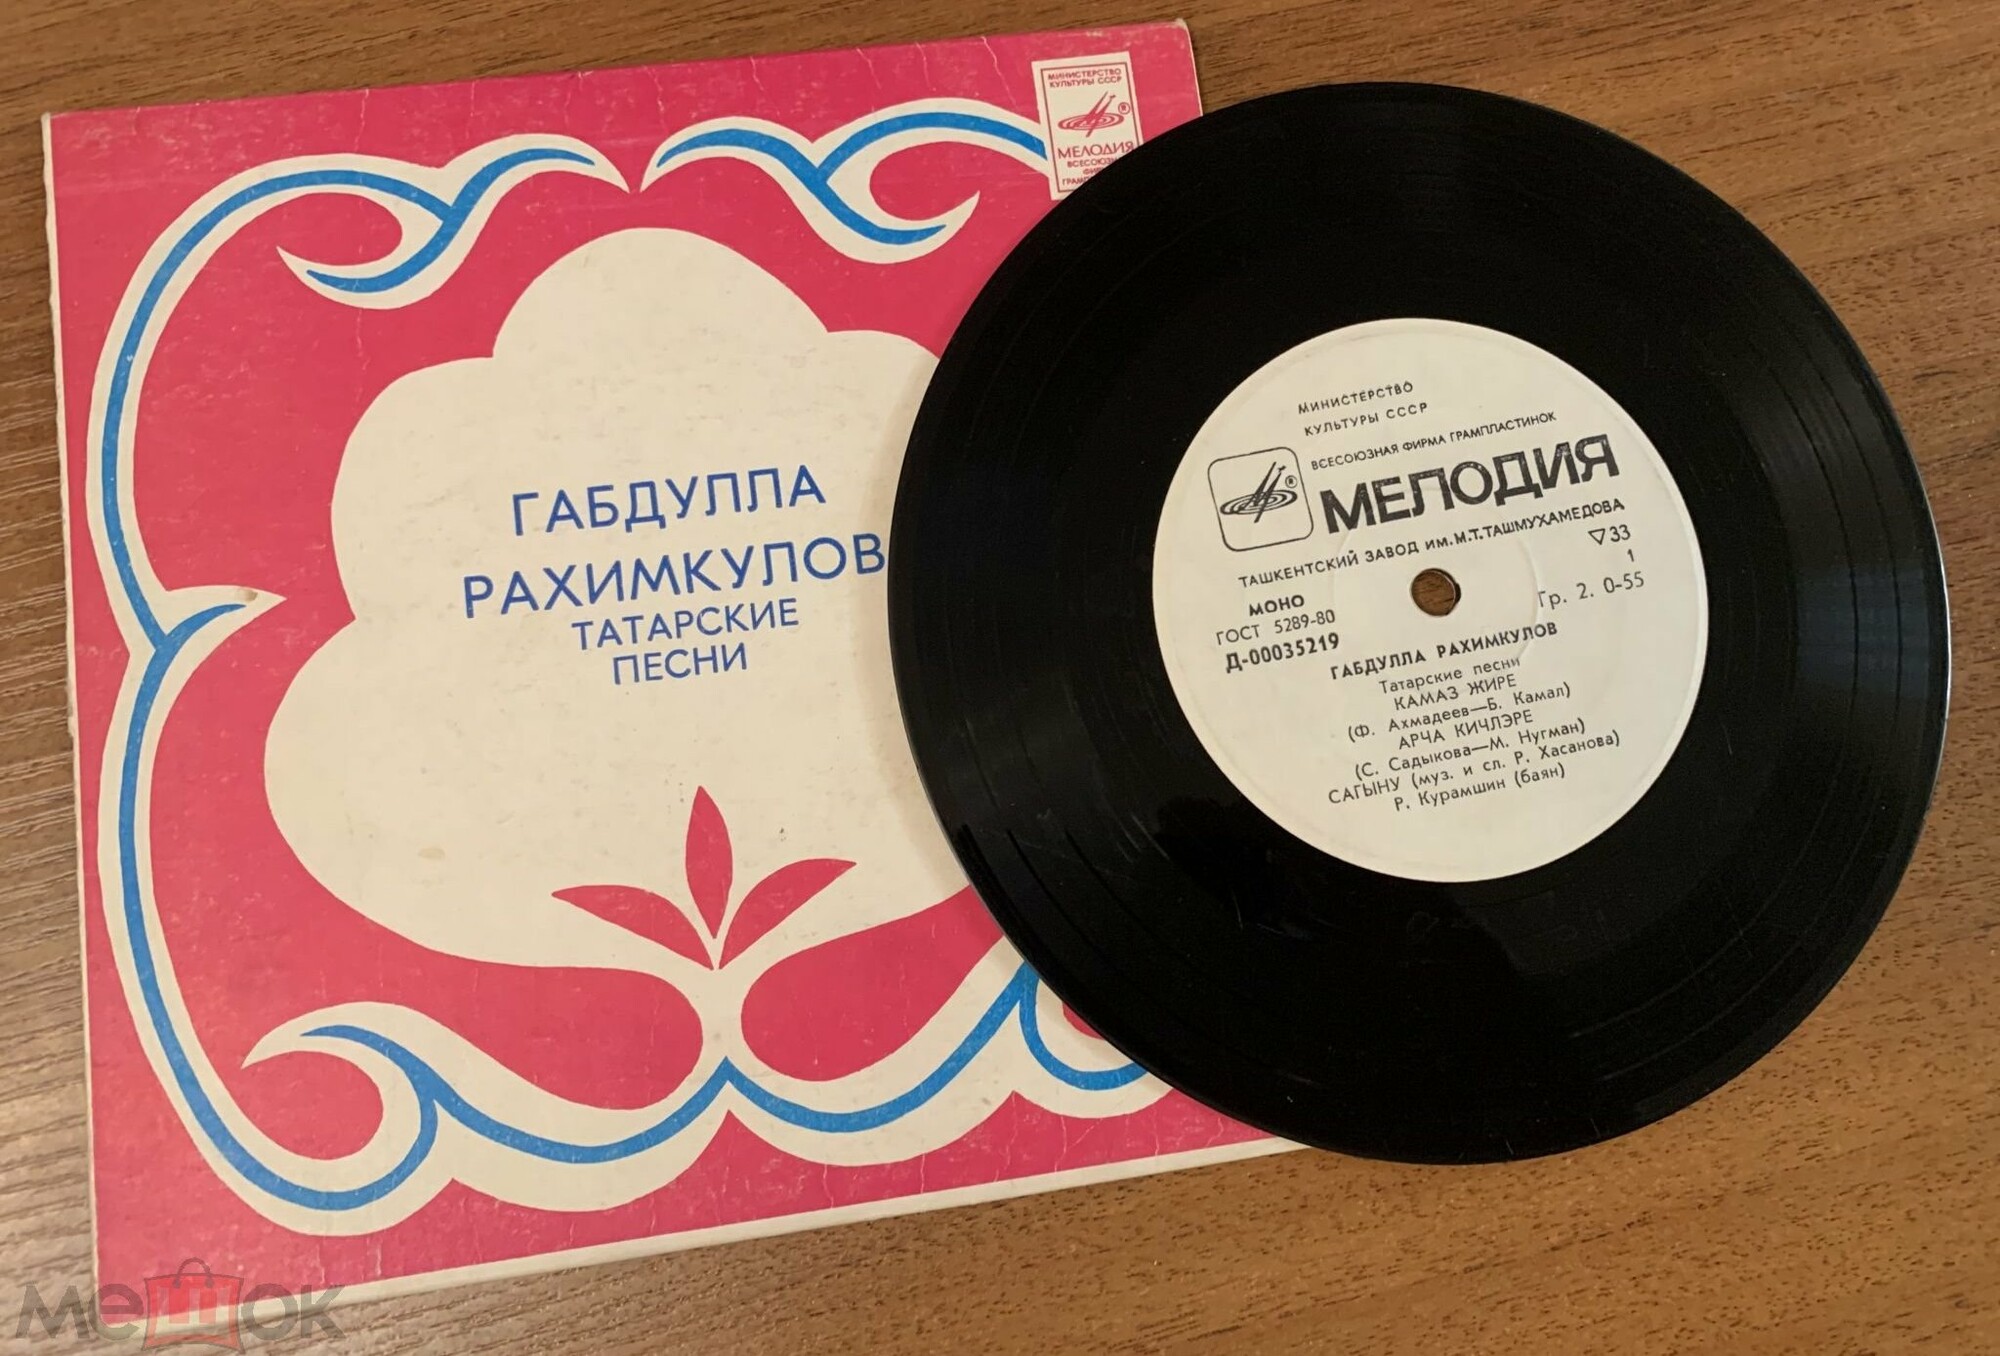 МИНИСТЕРСТВО
КУЛЬТУРЫ СССР
МЕЛОДИЯ
ГАБДУЛЛА
РАХИМКУЛОВ
ТАТАРСКИЕ
ПЕСНИ
МИНИСТЕРСТВО
КУЛЬТУРЫ СССР
ВСЕСОЮЗНАЯ ФИРМА ГРАМПЛАСТИНОК
МЕЛОДИЯ
ТАШКЕНТСКИЙ ЗАВОД ИМ. М.Т. ТАШМУХАМЕДОВА
▽33
МОНО
1
ГОСТ 5289-80
Гр. 2. 0-55
Д-00035219
ГАБДУЛЛА РАХИМКУЛОВ
Татарские песни
КАМАЗ ЖИРЕ
(Ф. Ахмадеев—Б. Камал)
АРЧА КИЧЛЭРЕ
(С. Садыкова—М. Нугман)
САГЫНУ (муз. и сл. Р. Хасанова)
Р. Курамшин (баян)
мешок